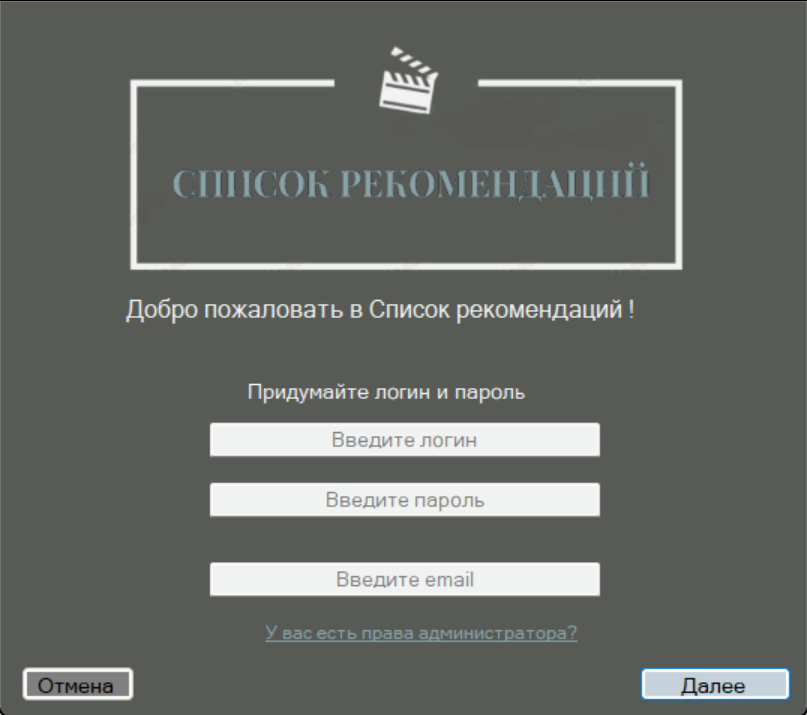 СПИСОК РЕКОМЕНДАЦИЙ
Добро пожаловать в Список рекомендаций !
Придумайте логин и пароль
Введите логин
Введите пароль
Введите email
У вас есть права администратора?
Отмена
Далее